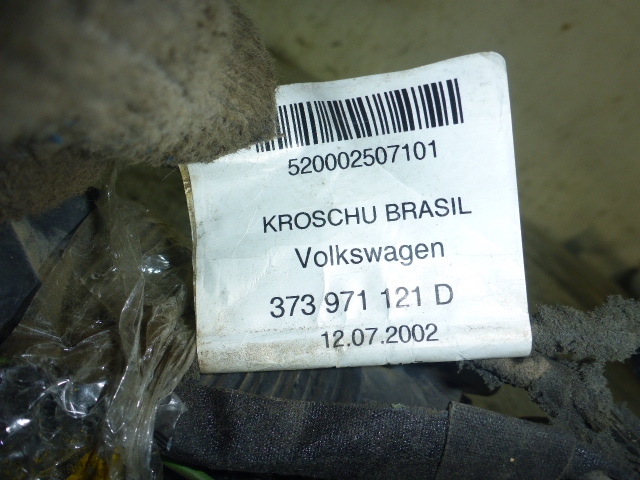 520002507101
KROSCHU BRASIL
Volkswagen
373 971 121 D
12.07.2002